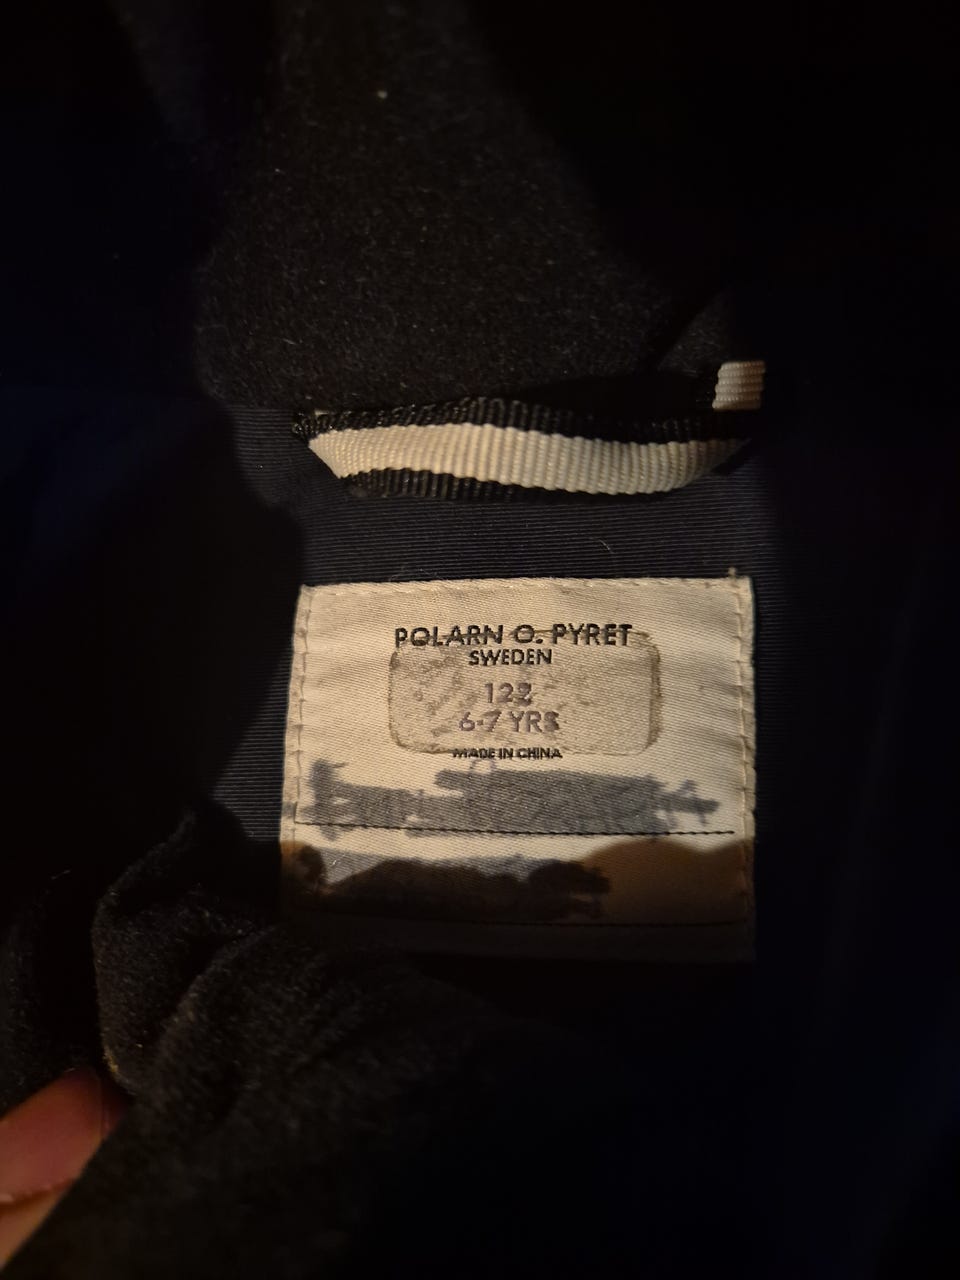 POLARN O. PYRET
SWEDEN
122
6-7 YRS
MADE IN CHINA